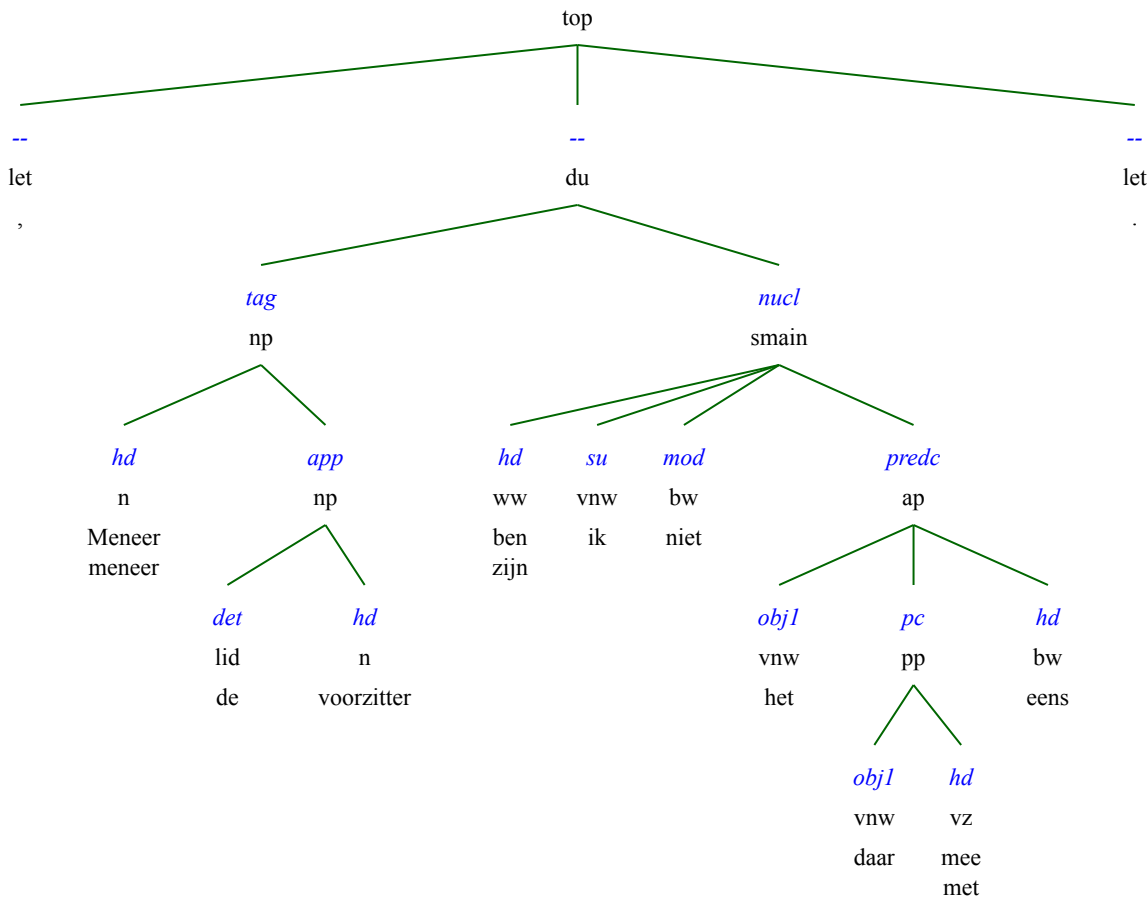 top
-- -- --
let du let
, .
tag nucl
np smain
hd app hd su mod predc
n np ww vnw bw ap
Meneer ben ik niet
meneer zijn
det hd obj1 pc hd
lid n vnw pp bw
de voorzitter het eens
obj1 hd
vnw vz
daar mee
met